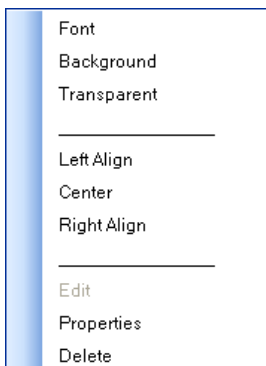 Font
Background
Transparent
Left Align
Center
Right Align
Edit
Properties
Delete